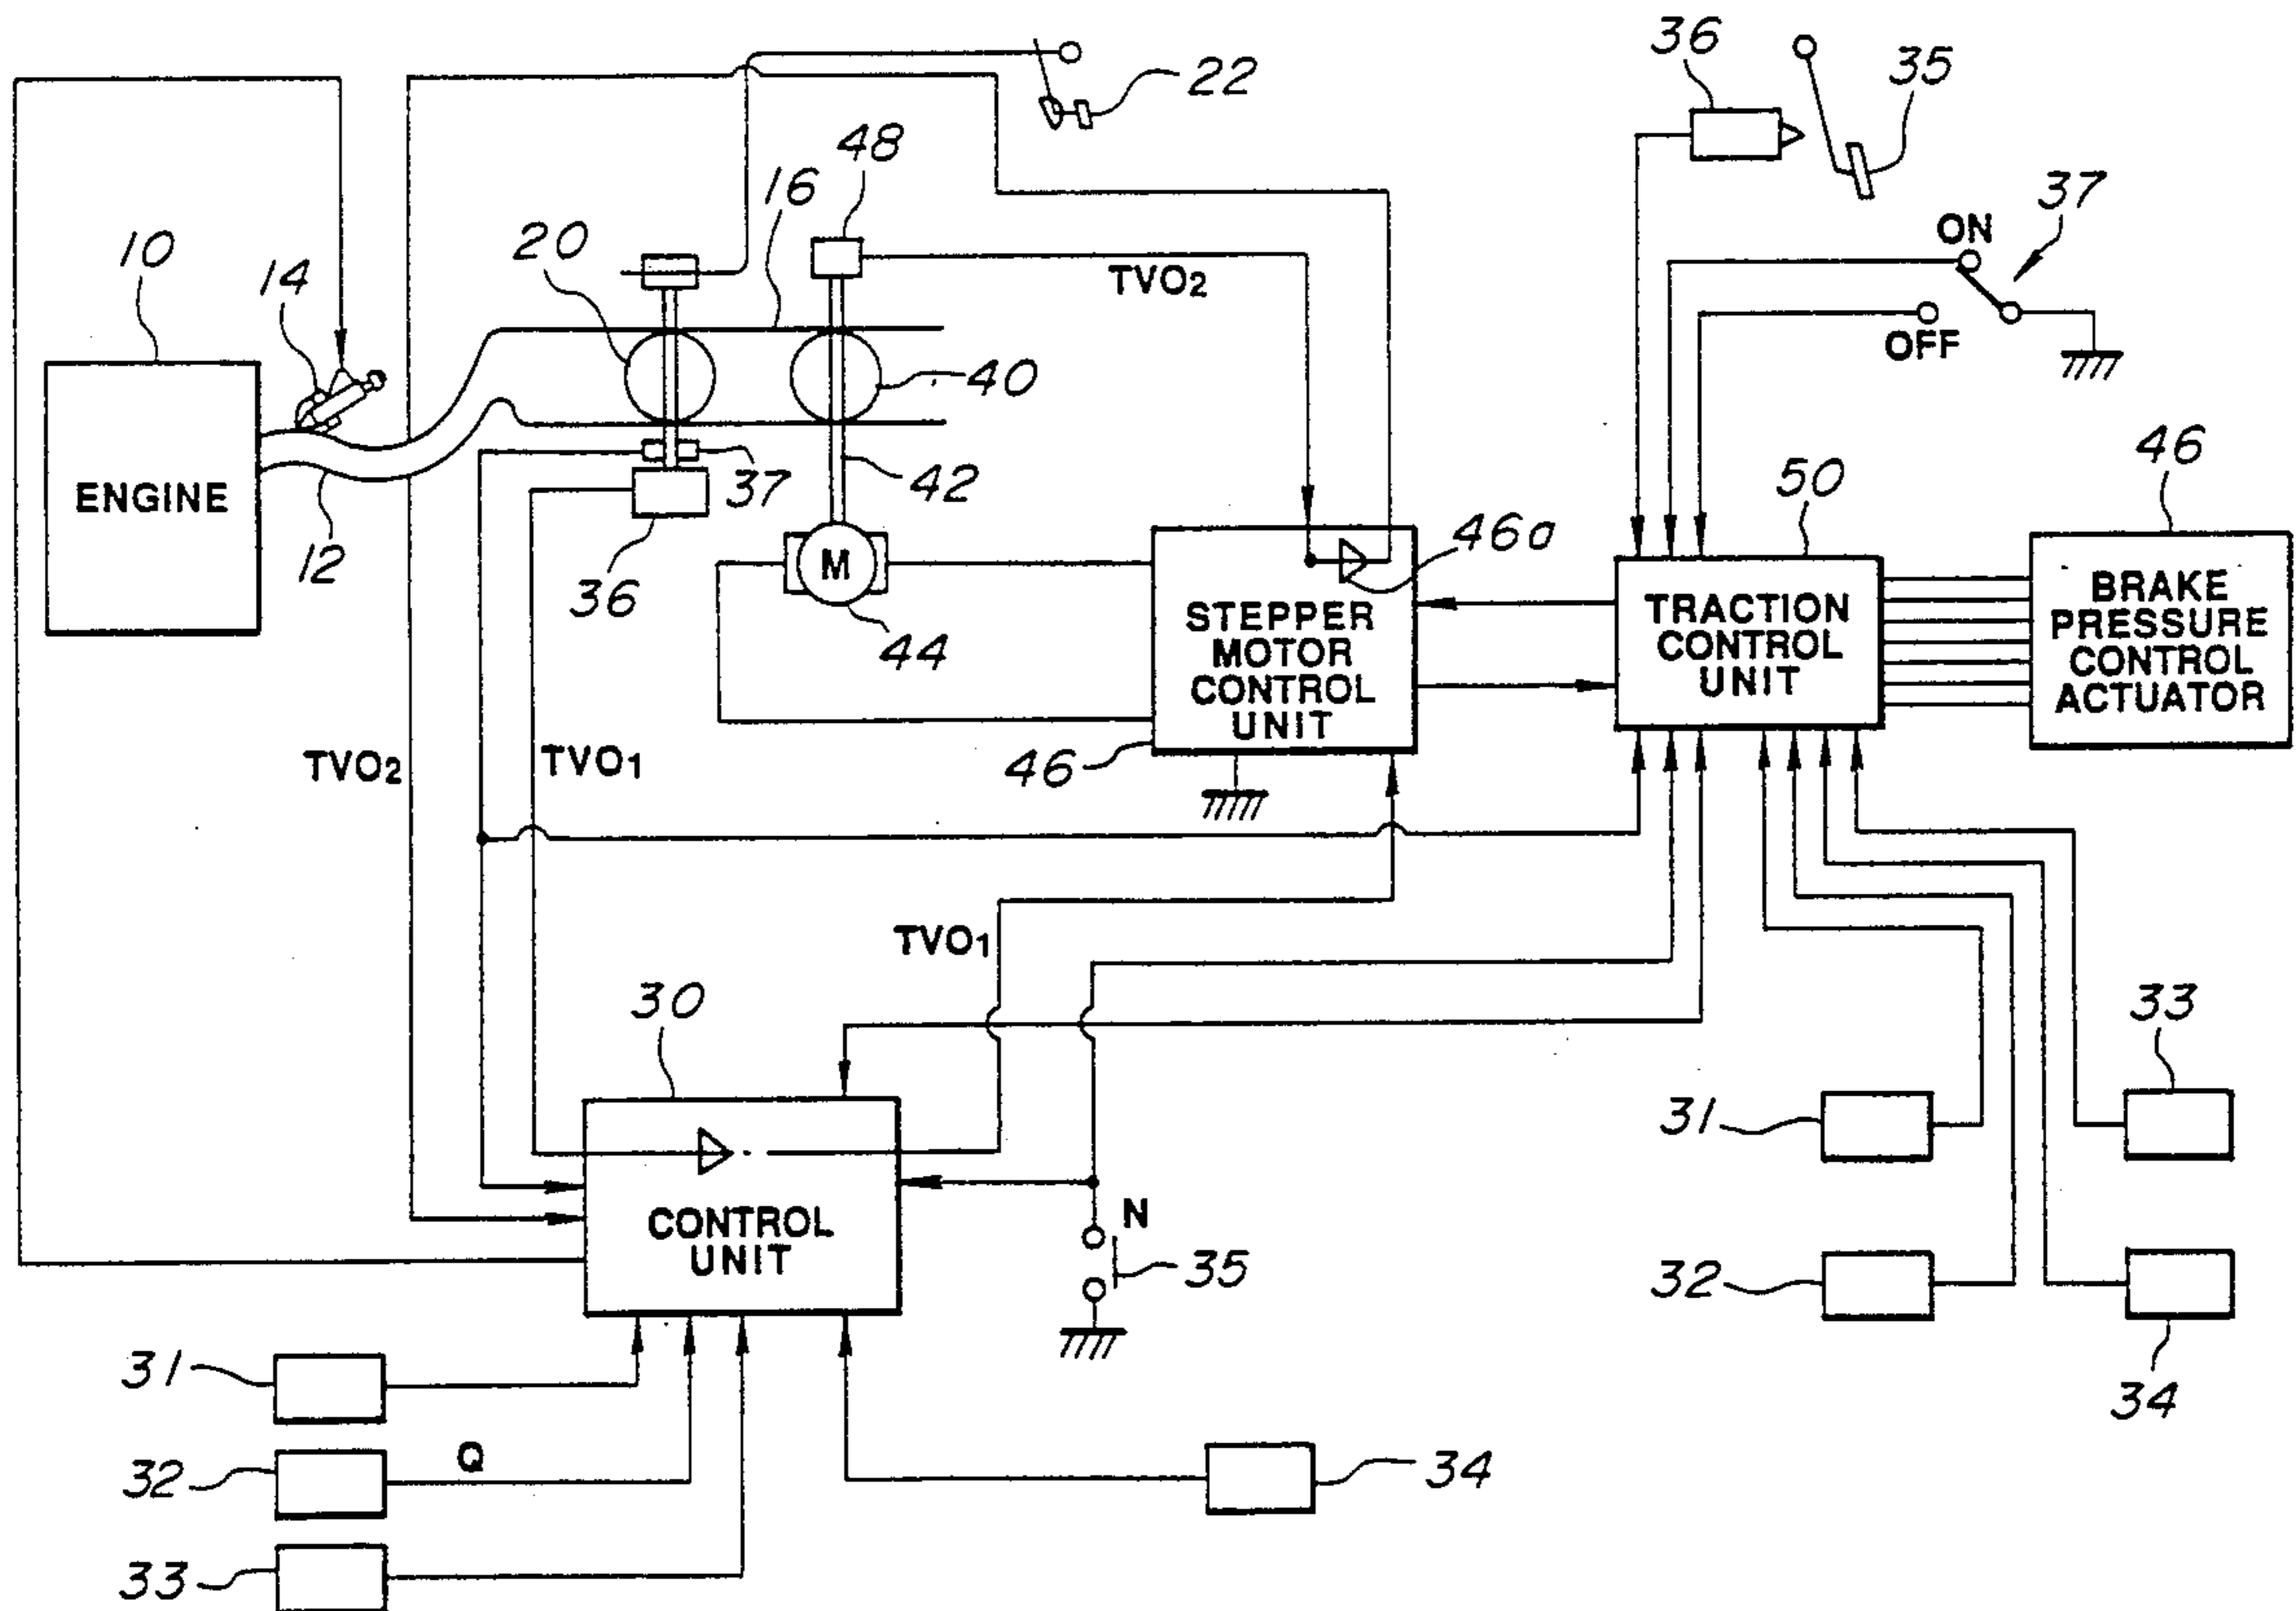 36
35
22
48
37
16
ON
10
20
14
TVO2
OFF
40
46
50
42
37
46a
ENGINE
12
M
BRAKE
PRESSURE
CONTROL
ACTUATOR
36
STEPPER
MOTOR
CONTROL
UNIT
TRACTION
CONTROL
UNIT
44
TVO2
TVO1
46
TVO1
30
33
31
CONTROL
UNIT
N
35
32
31
34
Q
32
34
33